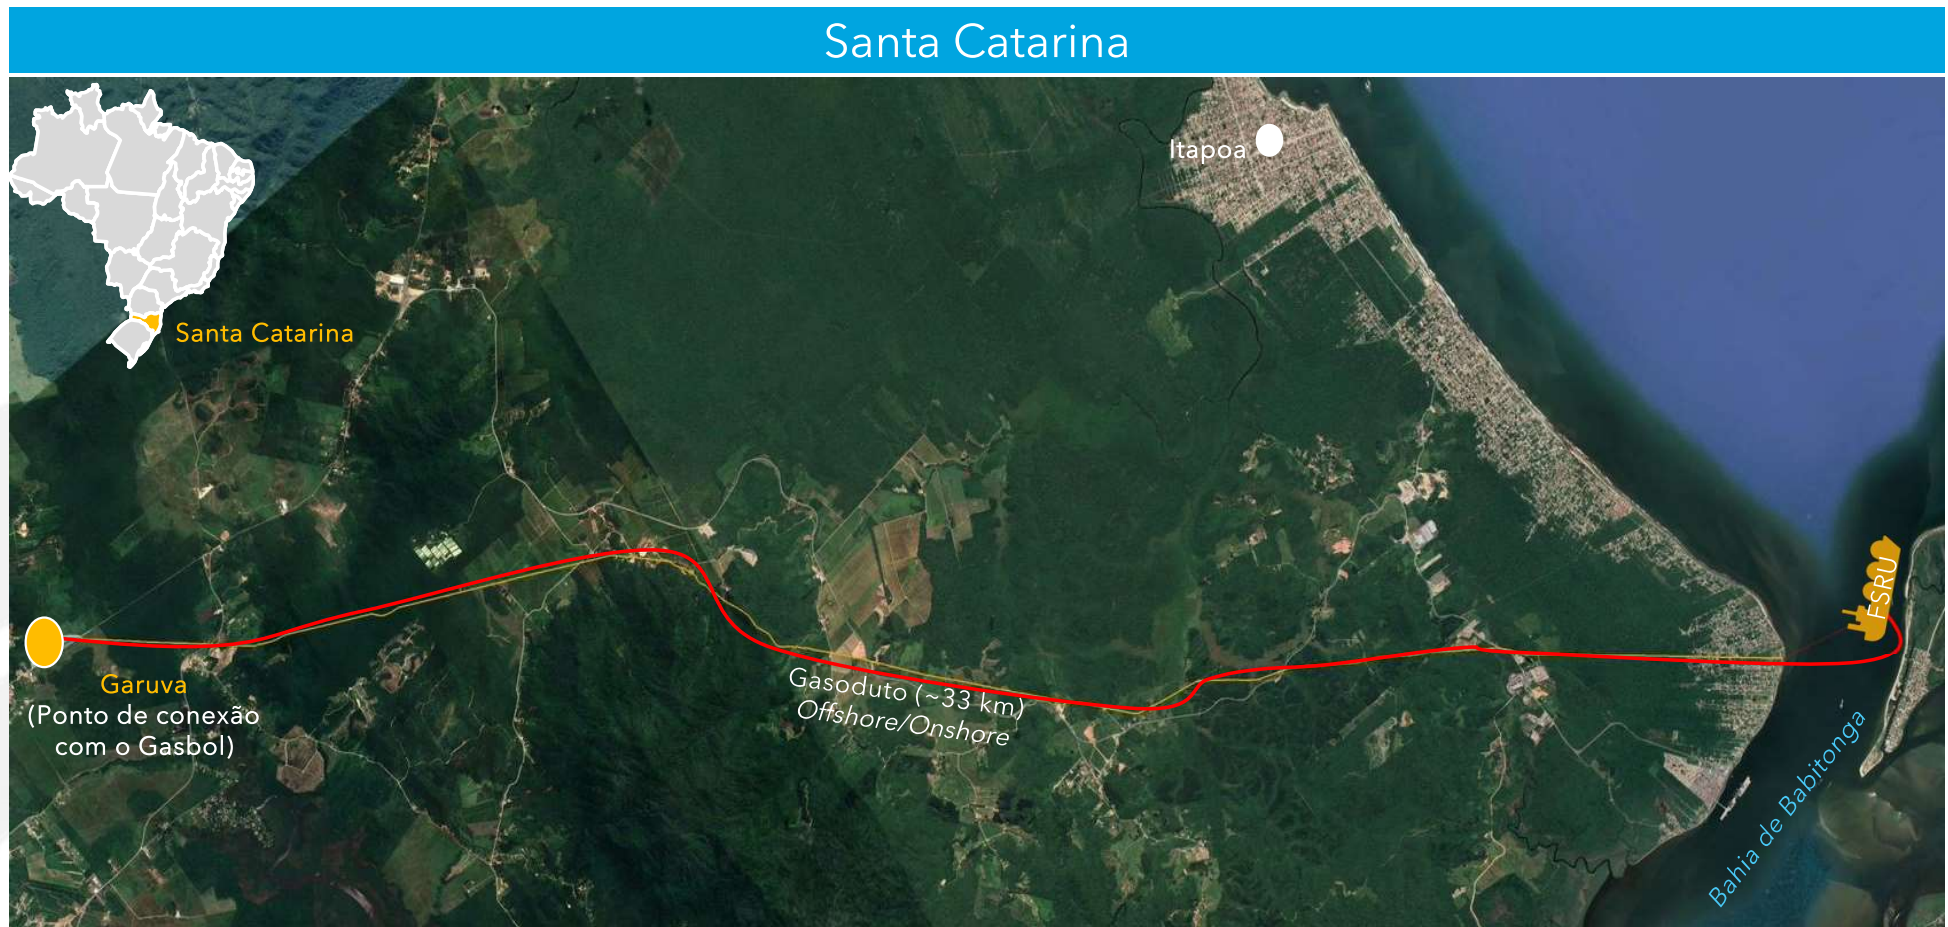 Santa Catarina
Itapoa
Santa Catarina
FSRU
Garuva
(Ponto de conexão
com o Gasbol)
Gasoduto (~33 km)
Offshore/Onshore
Bahia de Babitonga